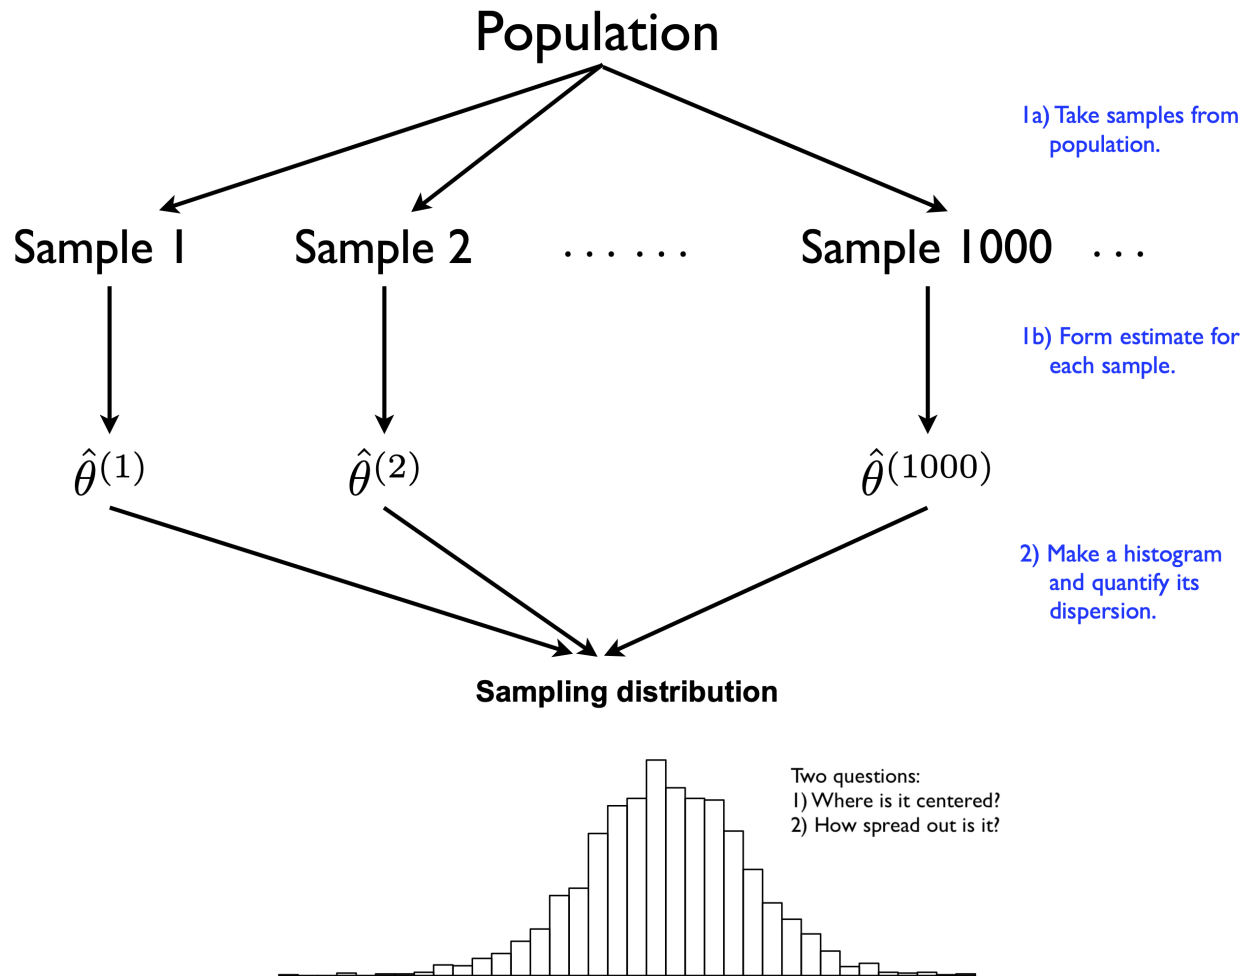 Population
1a) Take samples from
population.
Sample 1
Sample 2
. . . . . .
Sample 1000
. . .
1b) Form estimate for
each sample.
θ̂⁽¹⁾
θ̂⁽²⁾
θ̂⁽¹⁰⁰⁰⁾
2) Make a histogram
and quantify its
dispersion.
Sampling distribution
Two questions:
1) Where is it centered?
2) How spread out is it?